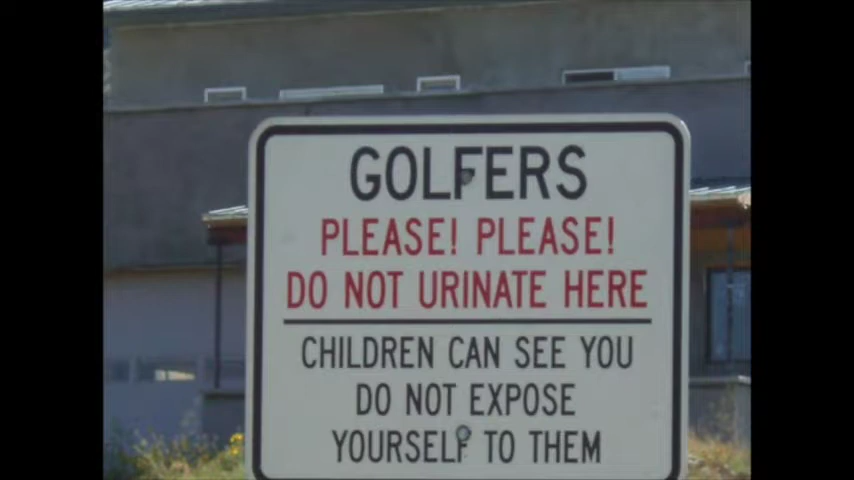 GOLFERS
PLEASE! PLEASE!
DO NOT URINATE HERE
CHILDREN CAN SEE YOU
DO NOT EXPOSE
YOURSELF TO THEM